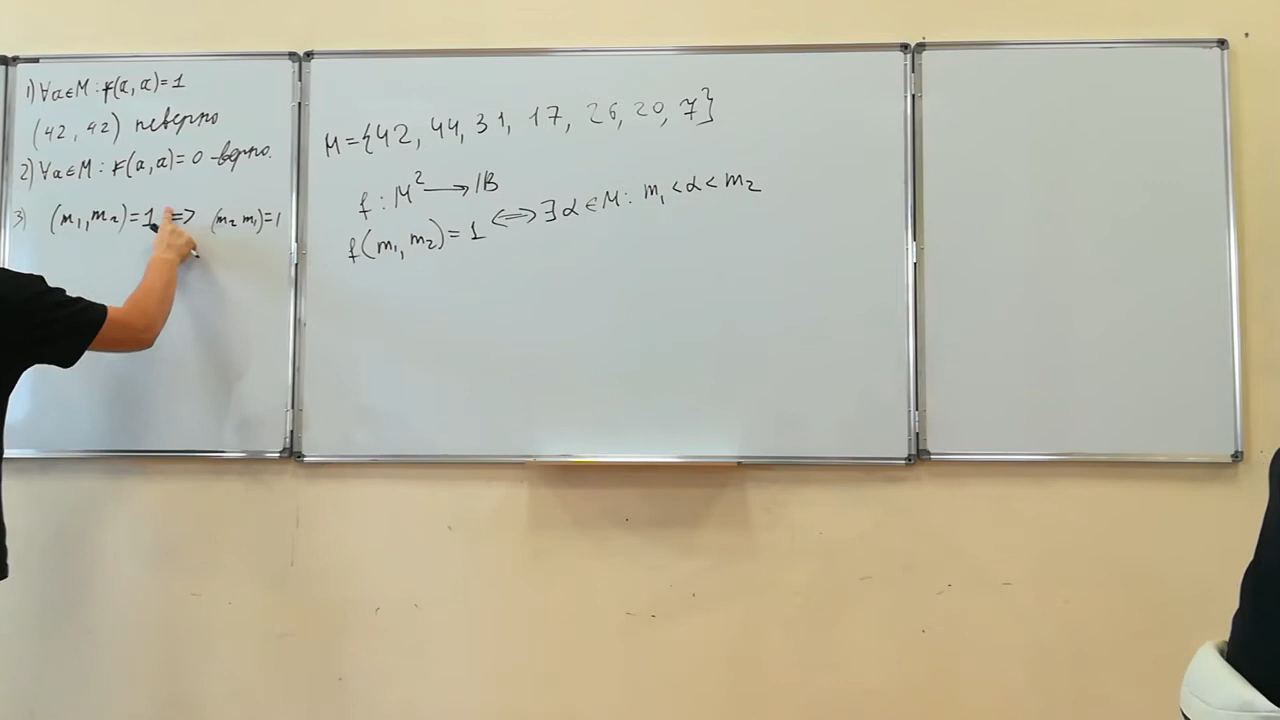 1) ∀a∈M : f(a, a)=1
(42, 42) неверно
2) ∀a∈M : f(a, a)=0 -верно.
3) (m₁, m₂)=1 => (m₂ m₁)=1
M={42, 44, 31, 17, 26, 20, 7}
f : M² ⟶ IB
f(m₁, m₂)=1 <=> ∃ α ∈ M : m₁ < α < m₂